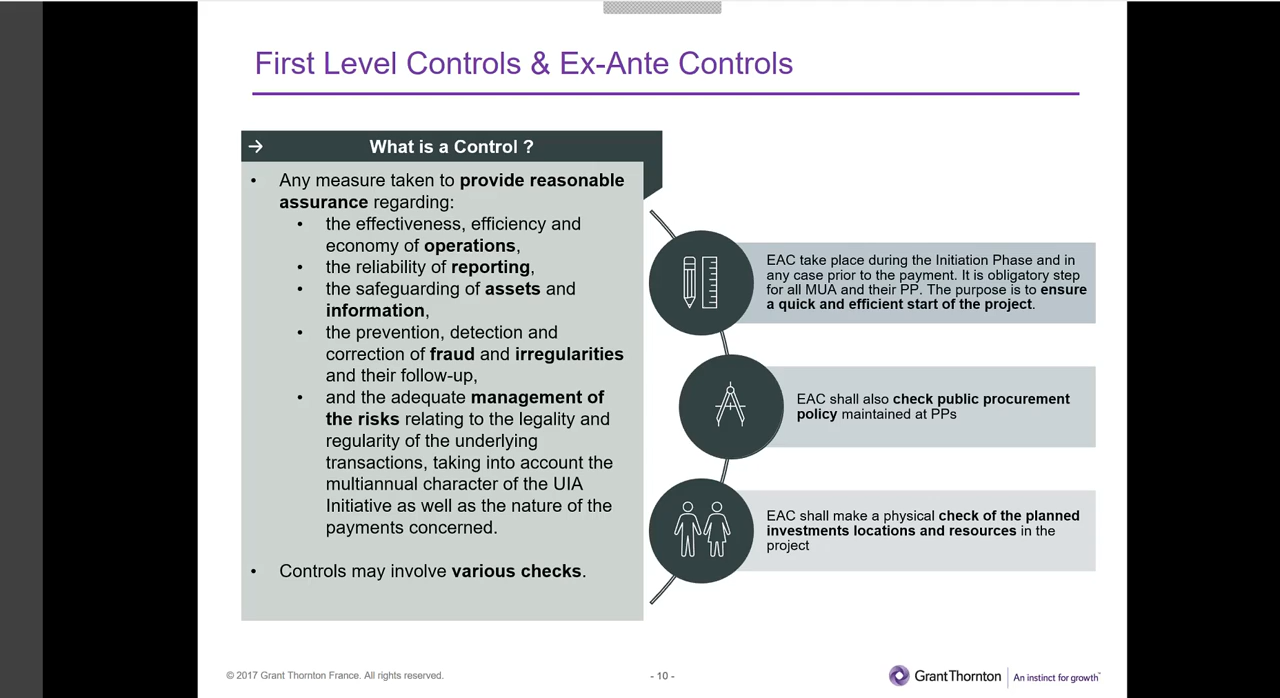 First Level Controls & Ex-Ante Controls
→ What is a Control ?
• Any measure taken to provide reasonable
assurance regarding:
• the effectiveness, efficiency and
economy of operations,
• the reliability of reporting,
• the safeguarding of assets and
information,
• the prevention, detection and
correction of fraud and irregularities
and their follow-up,
• and the adequate management of
the risks relating to the legality and
regularity of the underlying
transactions, taking into account the
multiannual character of the UIA
Initiative as well as the nature of the
payments concerned.
• Controls may involve various checks.
EAC take place during the Initiation Phase and in
any case prior to the payment. It is obligatory step
for all MUA and their PP. The purpose is to ensure
a quick and efficient start of the project.
EAC shall also check public procurement
policy maintained at PPs
EAC shall make a physical check of the planned
investments locations and resources in the
project
© 2017 Grant Thornton France. All rights reserved.
- 10 -
GrantThornton
An instinct for growth™